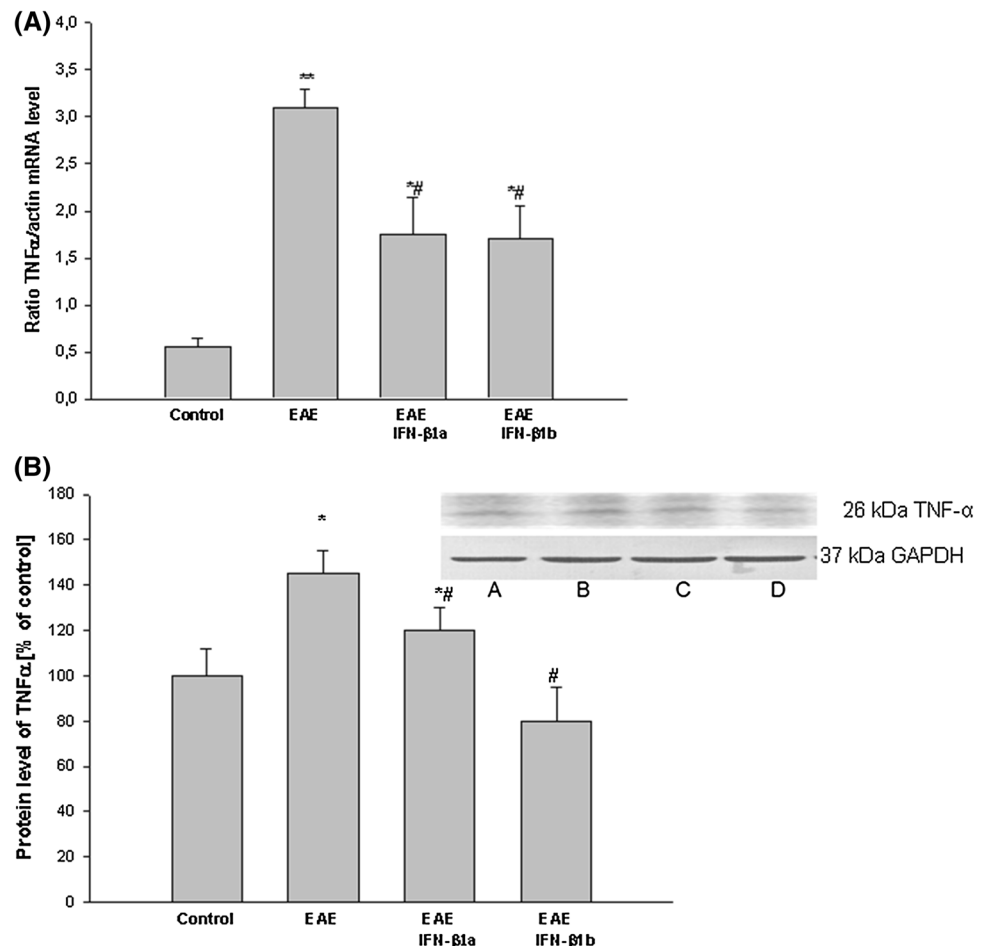 (A)
Ratio TNFα/actin mRNA level
4,0
3,5
3,0
2,5
2,0
1,5
1,0
0,5
0,0
**
*#
*#
Control
EAE
EAE
IFN-β1a
EAE
IFN-β1b
(B)
Protein level of TNFα[% of control]
180
160
140
120
100
80
60
40
20
0
*
*#
#
26 kDa TNF-α
37 kDa GAPDH
A B C D
Control
EAE
EAE
IFN-β1a
EAE
IFN-β1b